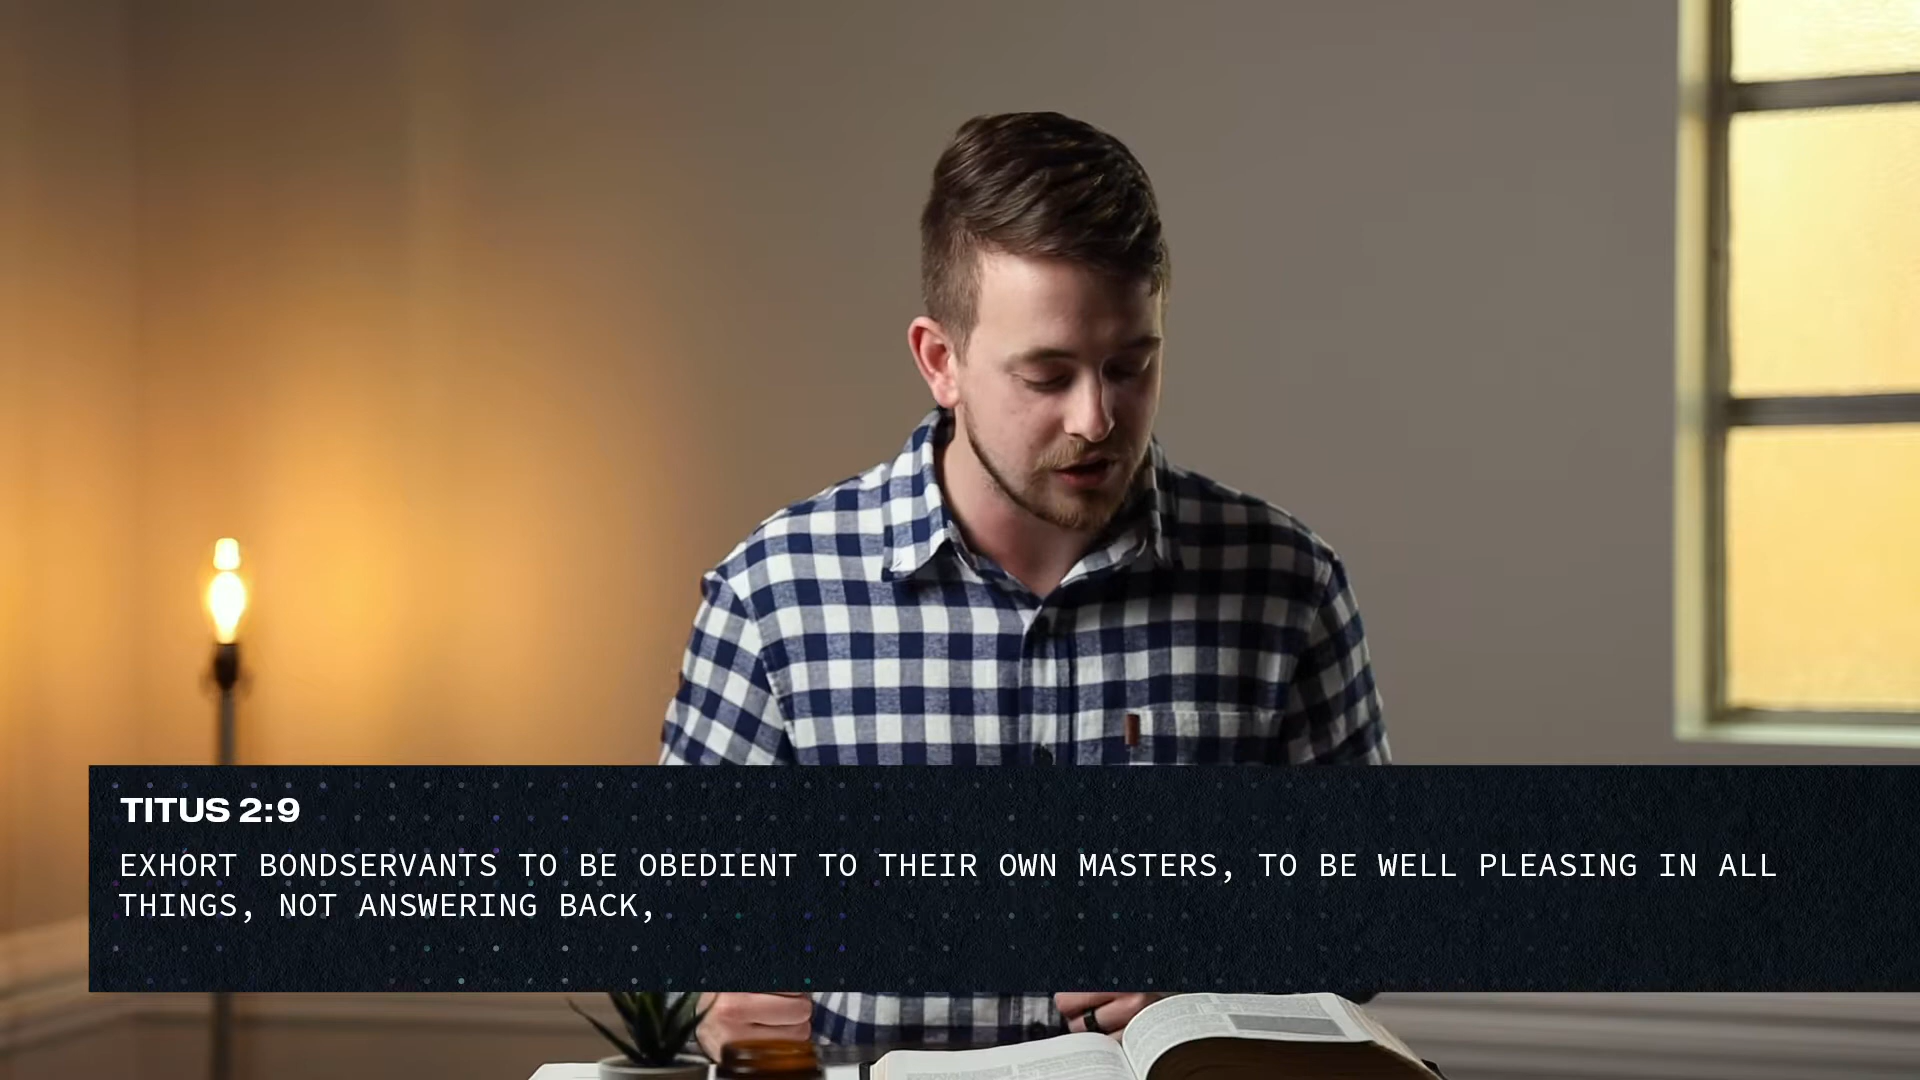 TITUS 2:9
EXHORT BONDSERVANTS TO BE OBEDIENT TO THEIR OWN MASTERS, TO BE WELL PLEASING IN ALL
THINGS, NOT ANSWERING BACK,